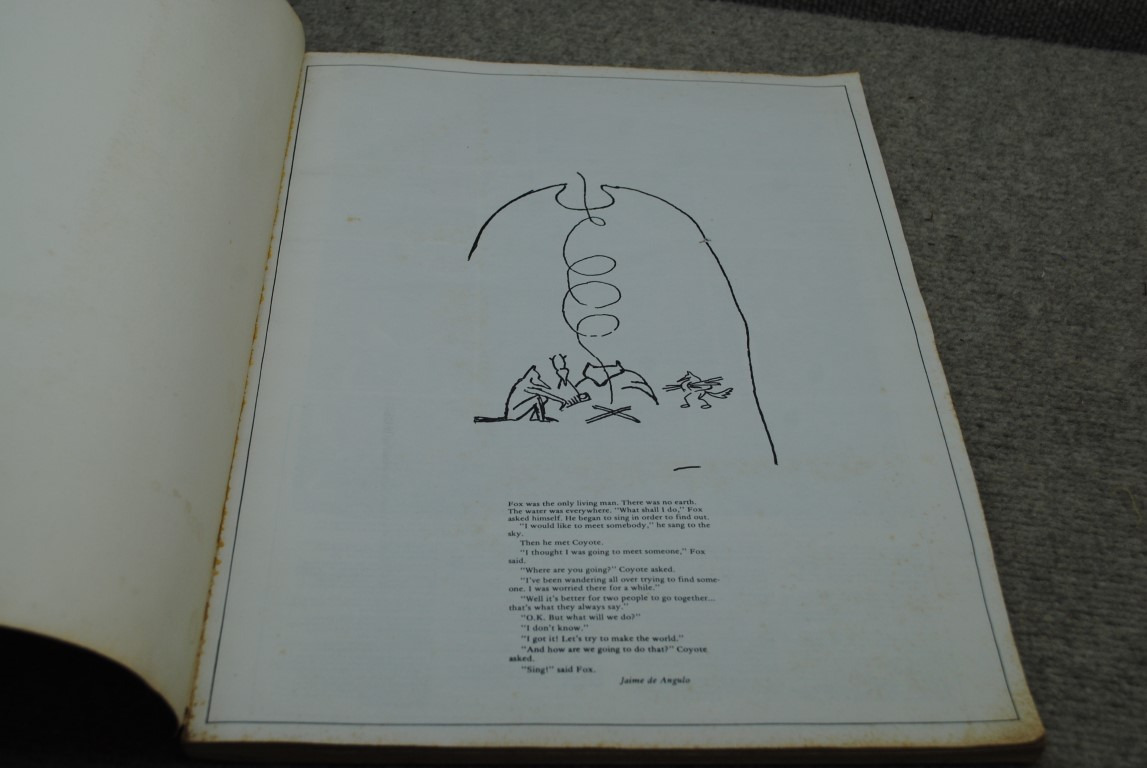 Fox was the only living man. There was no earth.
The water was everywhere. "What shall I do," Fox
asked himself. He began to sing in order to find out.
"I would like to meet somebody," he sang to the
sky.
Then he met Coyote.
"I thought I was going to meet someone," Fox
said.
"Where are you going?" Coyote asked.
"I've been wandering all over trying to find some-
one. I was worried there for a while."
"Well it's better for two people to go together...
that's what they always say."
"O.K. But what will we do?"
"I don't know."
"I got it! Let's try to make the world."
"And how are we going to do that?" Coyote
asked.
"Sing!" said Fox.
Jaime de Angulo